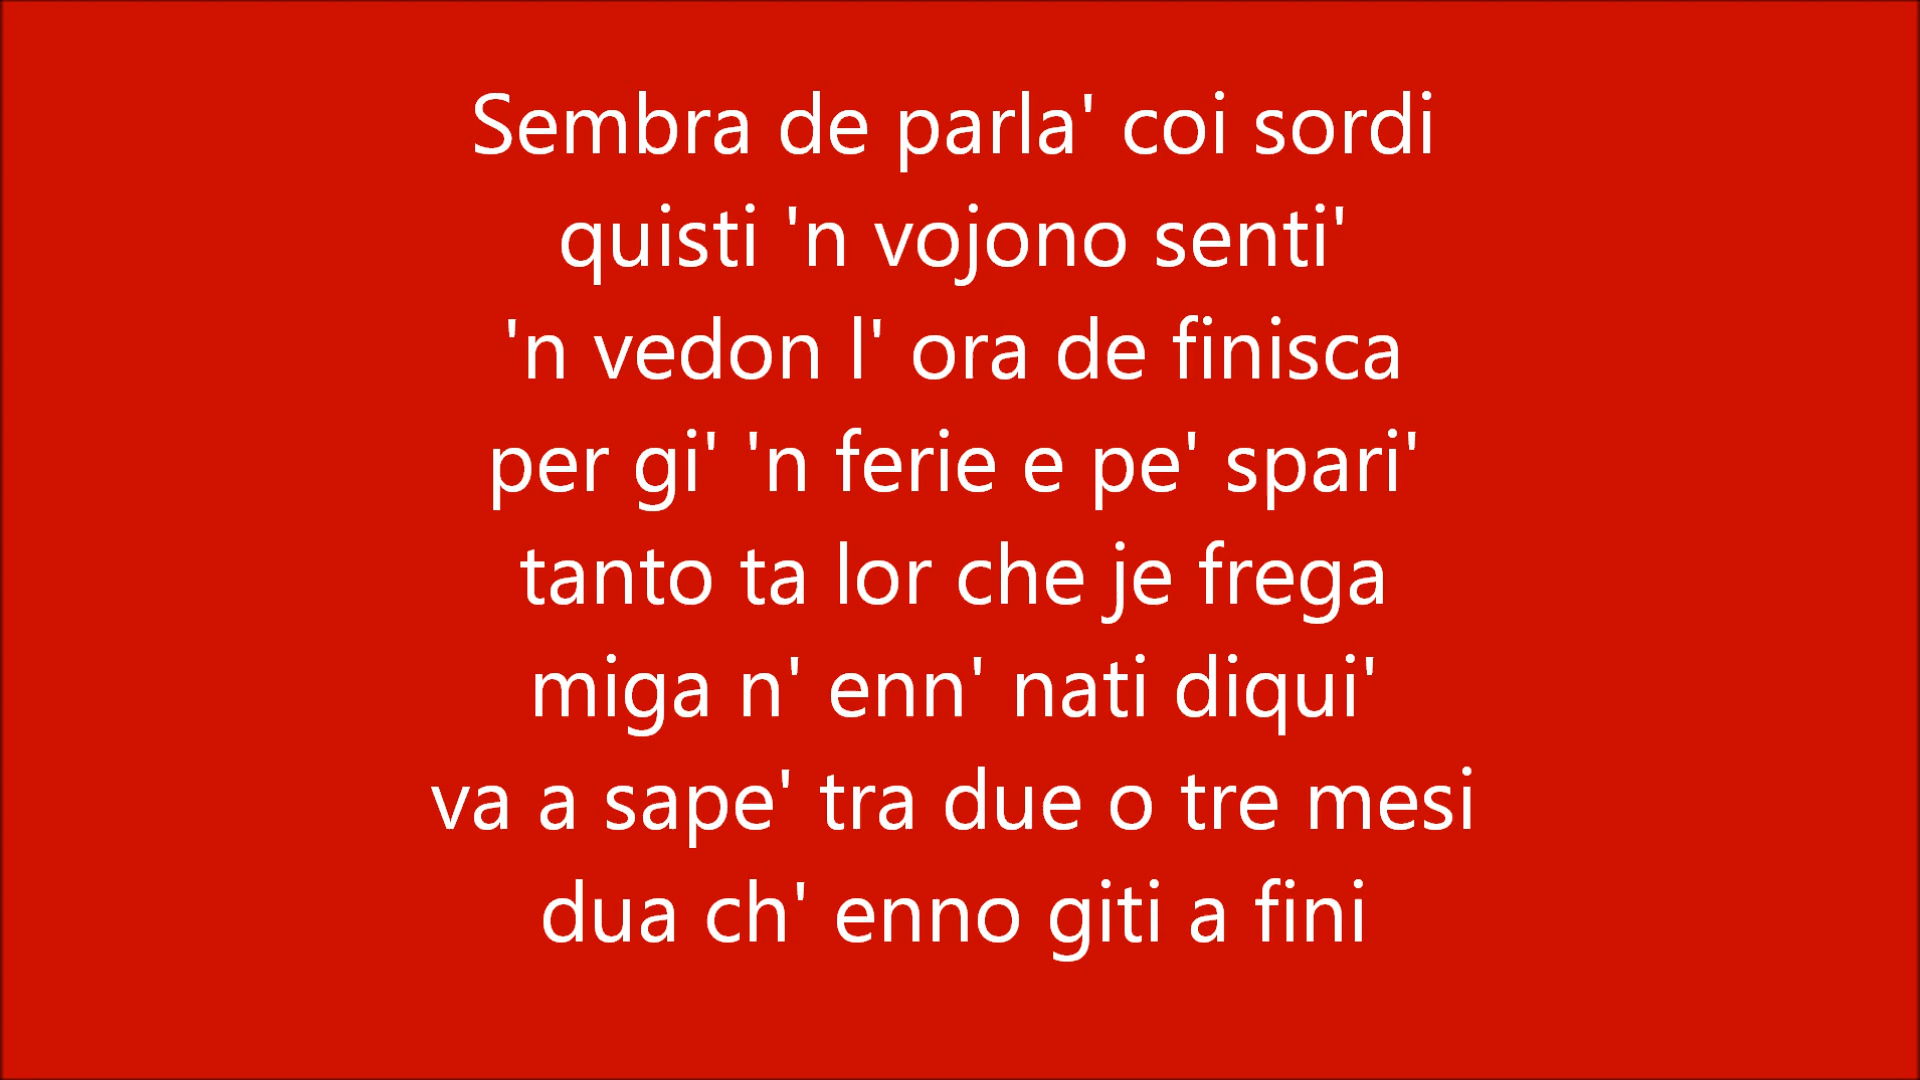 Sembra de parla' coi sordi
quisti 'n vojono senti'
'n vedon l' ora de finisca
per gi' 'n ferie e pe' spari'
tanto ta lor che je frega
miga n' enn' nati diqui'
va a sape' tra due o tre mesi
dua ch' enno giti a fini